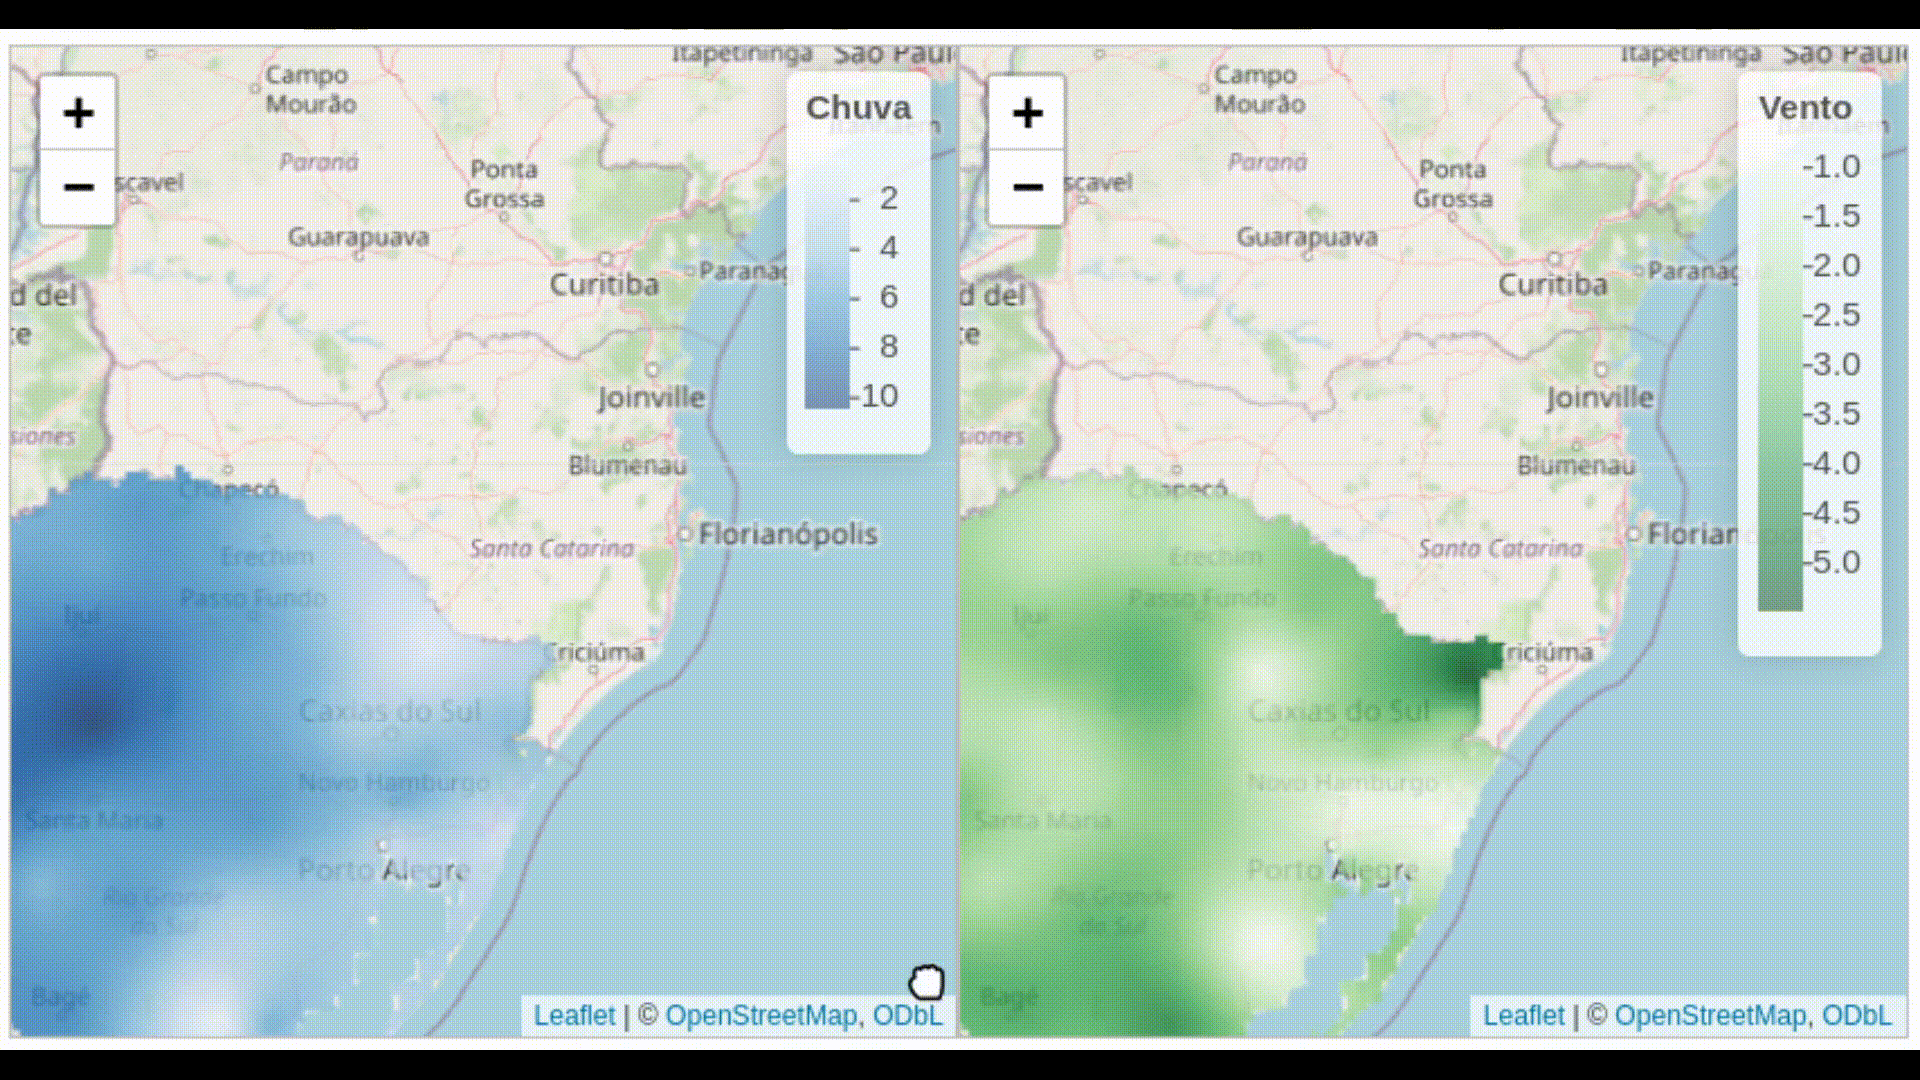 Itapetininga São Pauli
Campo
Mourão
Chuva
Paraná
Ponta
Grossa
scavel
2
4
6
8
10
Guarapuava
Curitiba
Paranag
d del
te
Joinville
siones
Blumenau
Chapecó
Florianópolis
Santa Catarina
Erechim
Passo Fundo
Ijuí
Criciúma
Caxias do Sul
Novo Hamburgo
Santa Maria
Porto Alegre
Rio Grande
do Sul
Bagé
Leaflet | © OpenStreetMap, ODbL
Itapetininga São Pauli
Campo
Mourão
Vento
Paraná
Ponta
Grossa
scavel
1.0
1.5
2.0
2.5
3.0
3.5
4.0
4.5
5.0
Guarapuava
Curitiba
Paranag
d del
te
Joinville
siones
Blumenau
Chapecó
Florianópolis
Santa Catarina
Erechim
Passo Fundo
Ijuí
riciúma
Caxias do Sul
Novo Hamburgo
Santa Maria
Porto Alegre
Rio Grande
do Sul
Bagé
Leaflet | © OpenStreetMap, ODbL